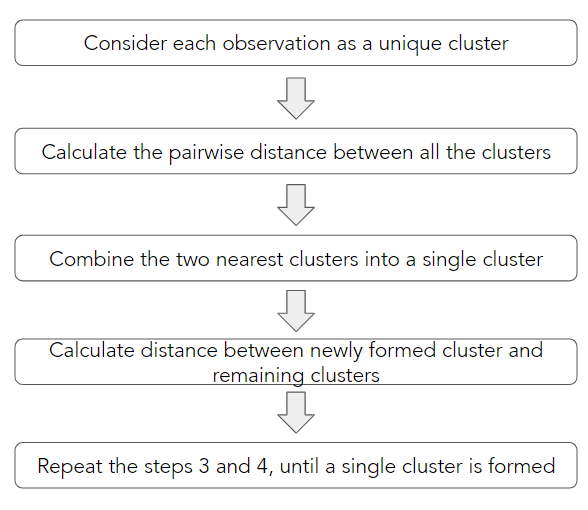 Consider each observation as a unique cluster
Calculate the pairwise distance between all the clusters
Combine the two nearest clusters into a single cluster
Calculate distance between newly formed cluster and
remaining clusters
Repeat the steps 3 and 4, until a single cluster is formed